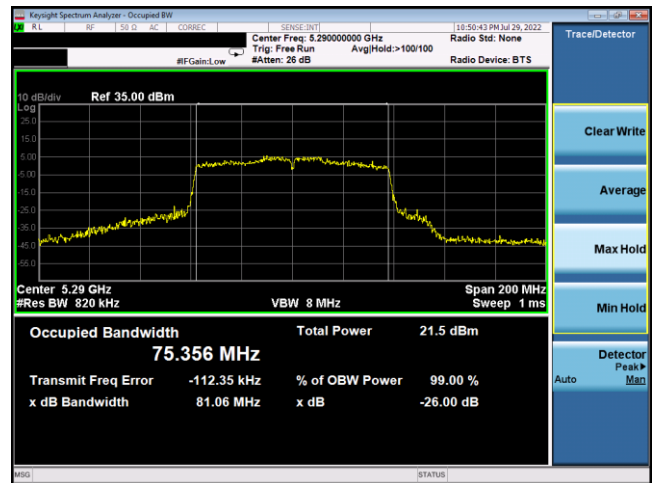 Keysight Spectrum Analyzer - Occupied BW
RL RF 50 Ω AC CORREC SENSE:INT 10:50:43 PM Jul 29, 2022
Center Freq: 5.290000000 GHz Radio Std: None
Trig: Free Run Avg|Hold:>100/100
#IFGain:Low #Atten: 26 dB Radio Device: BTS
Trace/Detector
10 dB/div Ref 35.00 dBm
Log
25.0
15.0
5.00
-5.00
-15.0
-25.0
-35.0
-45.0
-55.0
Center 5.29 GHz Span 200 MHz
#Res BW 820 kHz VBW 8 MHz Sweep 1 ms
Occupied Bandwidth Total Power 21.5 dBm
75.356 MHz
Transmit Freq Error -112.35 kHz % of OBW Power 99.00 %
x dB Bandwidth 81.06 MHz x dB -26.00 dB
Clear Write
Average
Max Hold
Min Hold
Detector
Peak▶
Auto Man
MSG STATUS